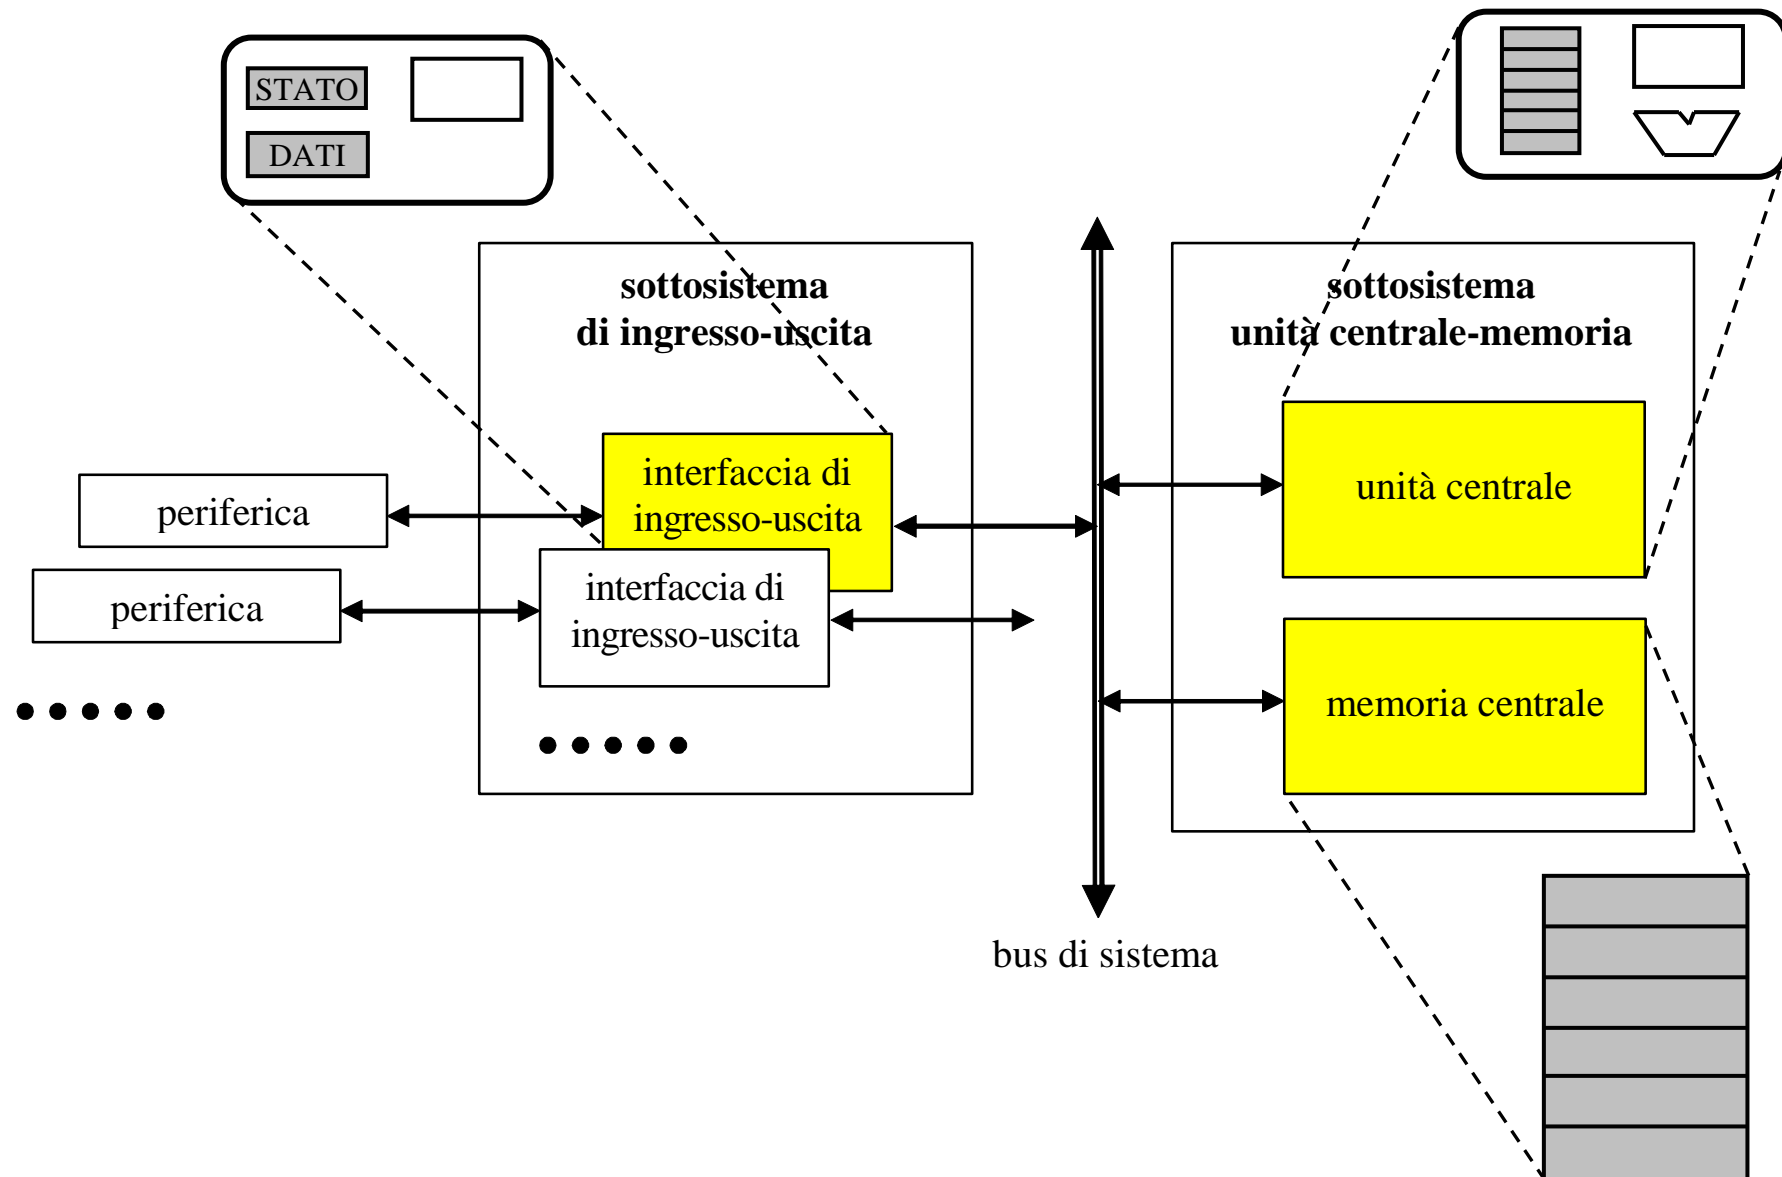 STATO
DATI
sottosistema
di ingresso-uscita
sottosistema
unità centrale-memoria
interfaccia di
ingresso-uscita
unità centrale
periferica
interfaccia di
ingresso-uscita
periferica
memoria centrale
bus di sistema